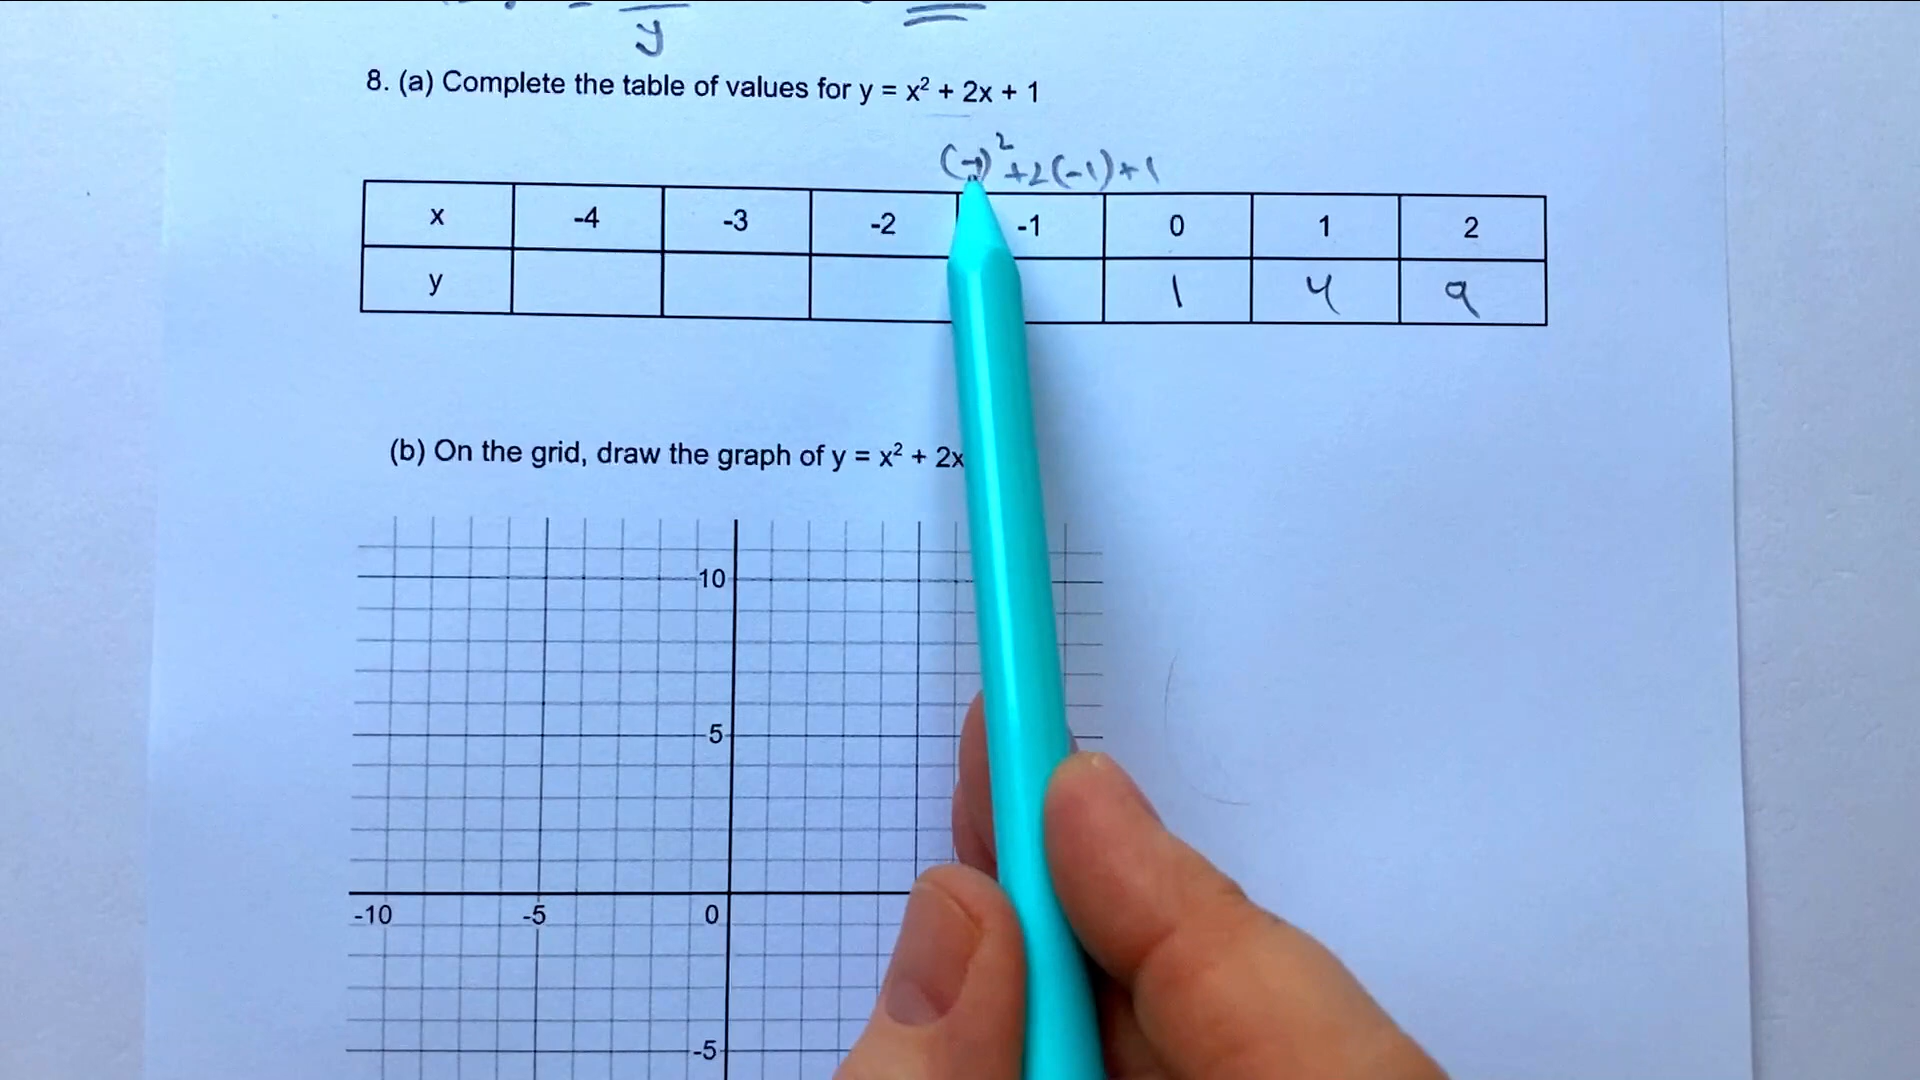 y
8. (a) Complete the table of values for y = x² + 2x + 1
(-1)² + 2(-1) + 1
x -4 -3 -2 -1 0 1 2
y 1 4 9
(b) On the grid, draw the graph of y = x² + 2x
10
5
-10 -5 0
-5